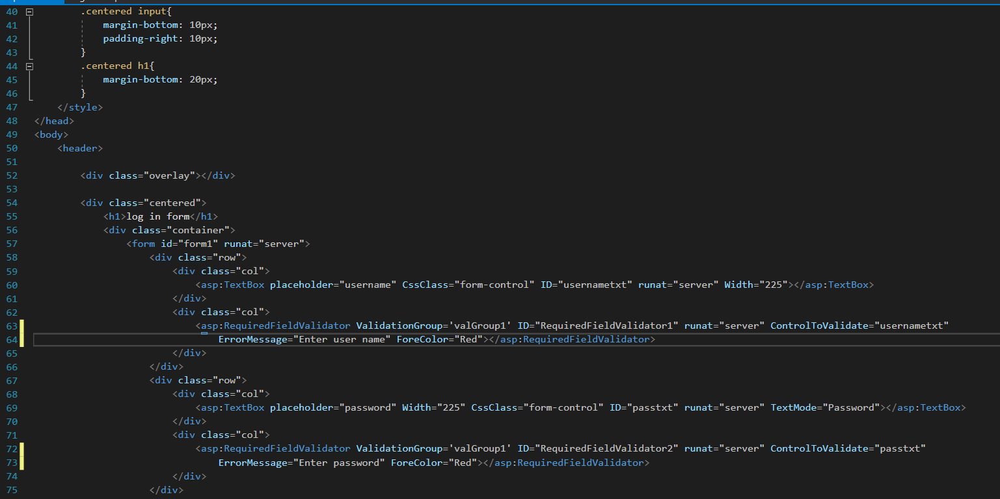 40 .centered input{
41 margin-bottom: 10px;
42 padding-right: 10px;
43 }
44 .centered h1{
45 margin-bottom: 20px;
46 }
47 </style>
48 </head>
49 <body>
50 <header>
51
52 <div class="overlay"></div>
53
54 <div class="centered">
55 <h1>log in form</h1>
56 <div class="container">
57 <form id="form1" runat="server">
58 <div class="row">
59 <div class="col">
60 <asp:TextBox placeholder="username" CssClass="form-control" ID="usernametxt" runat="server" Width="225"></asp:TextBox>
61 </div>
62 <div class="col">
63 <asp:RequiredFieldValidator ValidationGroup='valGroup1' ID="RequiredFieldValidator1" runat="server" ControlToValidate="usernametxt"
64 ErrorMessage="Enter user name" ForeColor="Red"></asp:RequiredFieldValidator>
65 </div>
66 </div>
67 <div class="row">
68 <div class="col">
69 <asp:TextBox placeholder="password" Width="225" CssClass="form-control" ID="passtxt" runat="server" TextMode="Password"></asp:TextBox>
70 </div>
71 <div class="col">
72 <asp:RequiredFieldValidator ValidationGroup='valGroup1' ID="RequiredFieldValidator2" runat="server" ControlToValidate="passtxt"
73 ErrorMessage="Enter password" ForeColor="Red"></asp:RequiredFieldValidator>
74 </div>
75 </div>